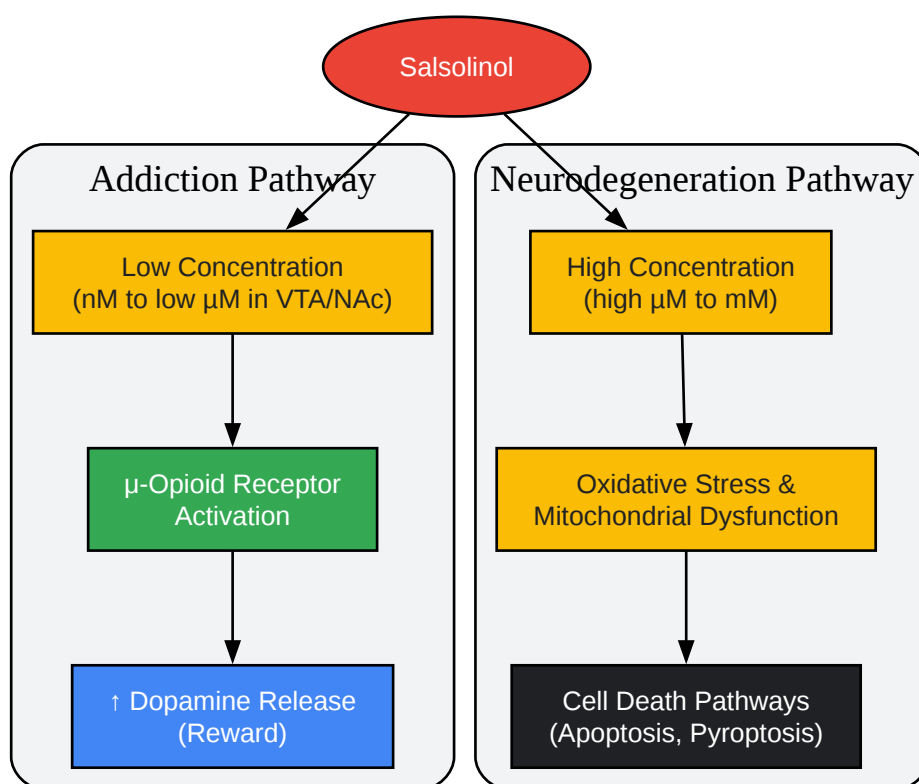 Salsolinol
Addiction Pathway
Low Concentration
(nM to low µM in VTA/NAc)
μ-Opioid Receptor
Activation
↑ Dopamine Release
(Reward)
Neurodegeneration Pathway
High Concentration
(high µM to mM)
Oxidative Stress &
Mitochondrial Dysfunction
Cell Death Pathways
(Apoptosis, Pyroptosis)